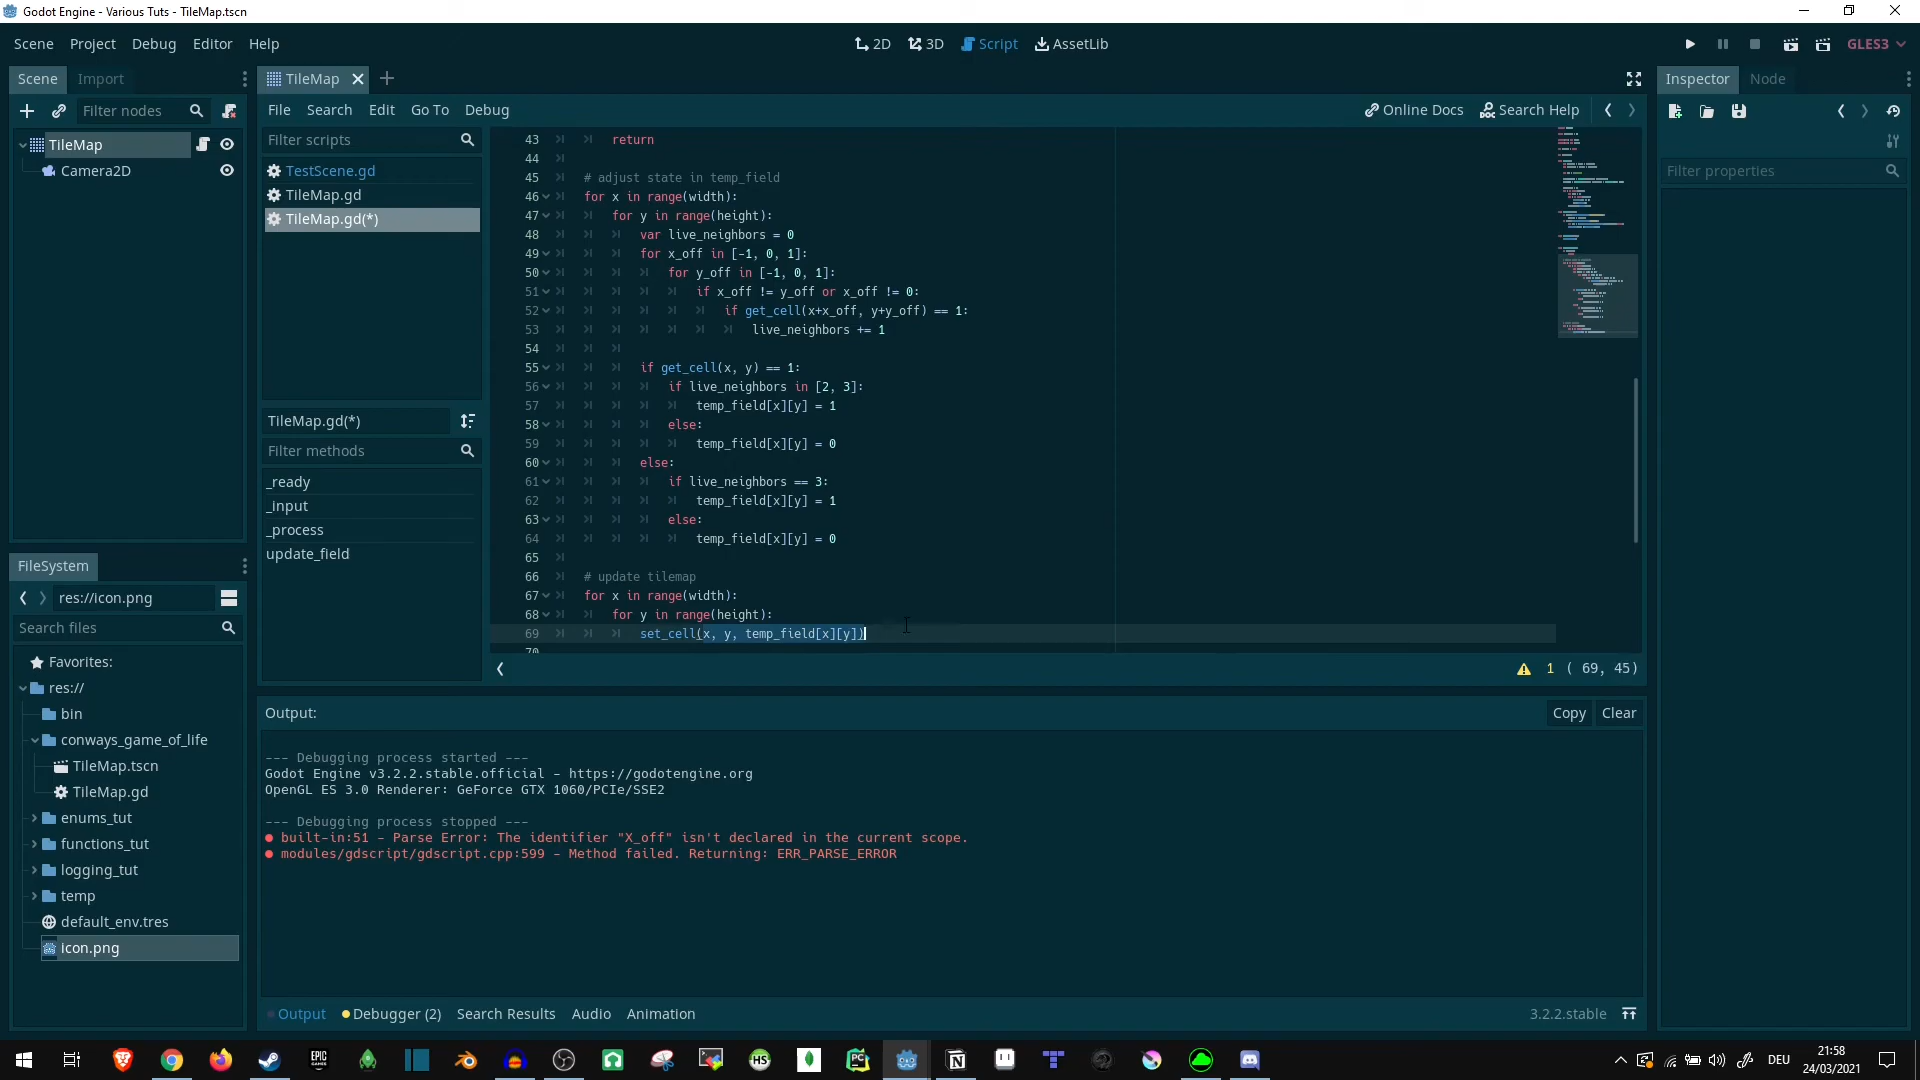 Godot Engine - Various Tuts - TileMap.tscn
Scene Project Debug Editor Help
2D 3D Script AssetLib
GLES3
Scene Import
Filter nodes
TileMap
Camera2D
FileSystem
res://icon.png
Search files
Favorites:
res://
bin
conways_game_of_life
TileMap.tscn
TileMap.gd
enums_tut
functions_tut
logging_tut
temp
default_env.tres
icon.png
TileMap
File Search Edit Go To Debug
Online Docs Search Help
Filter scripts
TestScene.gd
TileMap.gd
TileMap.gd(*)
TileMap.gd(*)
Filter methods
_ready
_input
_process
update_field
43 return
44
45 # adjust state in temp_field
46 for x in range(width):
47 for y in range(height):
48 var live_neighbors = 0
49 for x_off in [-1, 0, 1]:
50 for y_off in [-1, 0, 1]:
51 if x_off != y_off or x_off != 0:
52 if get_cell(x+x_off, y+y_off) == 1:
53 live_neighbors += 1
54
55 if get_cell(x, y) == 1:
56 if live_neighbors in [2, 3]:
57 temp_field[x][y] = 1
58 else:
59 temp_field[x][y] = 0
60 else:
61 if live_neighbors == 3:
62 temp_field[x][y] = 1
63 else:
64 temp_field[x][y] = 0
65
66 # update tilemap
67 for x in range(width):
68 for y in range(height):
69 set_cell(x, y, temp_field[x][y])
70
1 ( 69, 45)
Output:
Copy Clear
--- Debugging process started ---
Godot Engine v3.2.2.stable.official - https://godotengine.org
OpenGL ES 3.0 Renderer: GeForce GTX 1060/PCIe/SSE2
--- Debugging process stopped ---
built-in:51 - Parse Error: The identifier "X_off" isn't declared in the current scope.
modules/gdscript/gdscript.cpp:599 - Method failed. Returning: ERR_PARSE_ERROR
Output Debugger (2) Search Results Audio Animation
3.2.2.stable
Inspector Node
Filter properties
DEU
21:58
24/03/2021